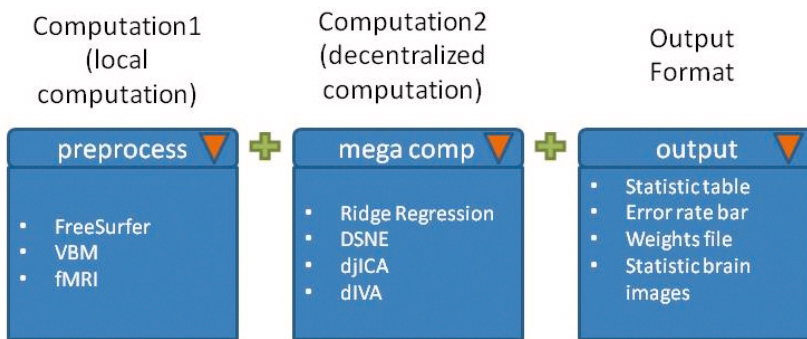 Computation1
(local
computation)
Computation2
(decentralized
computation)
Output
Format
preprocess
• FreeSurfer
• VBM
• fMRI
mega comp
• Ridge Regression
• DSNE
• djICA
• dIVA
output
• Statistic table
• Error rate bar
• Weights file
• Statistic brain
images